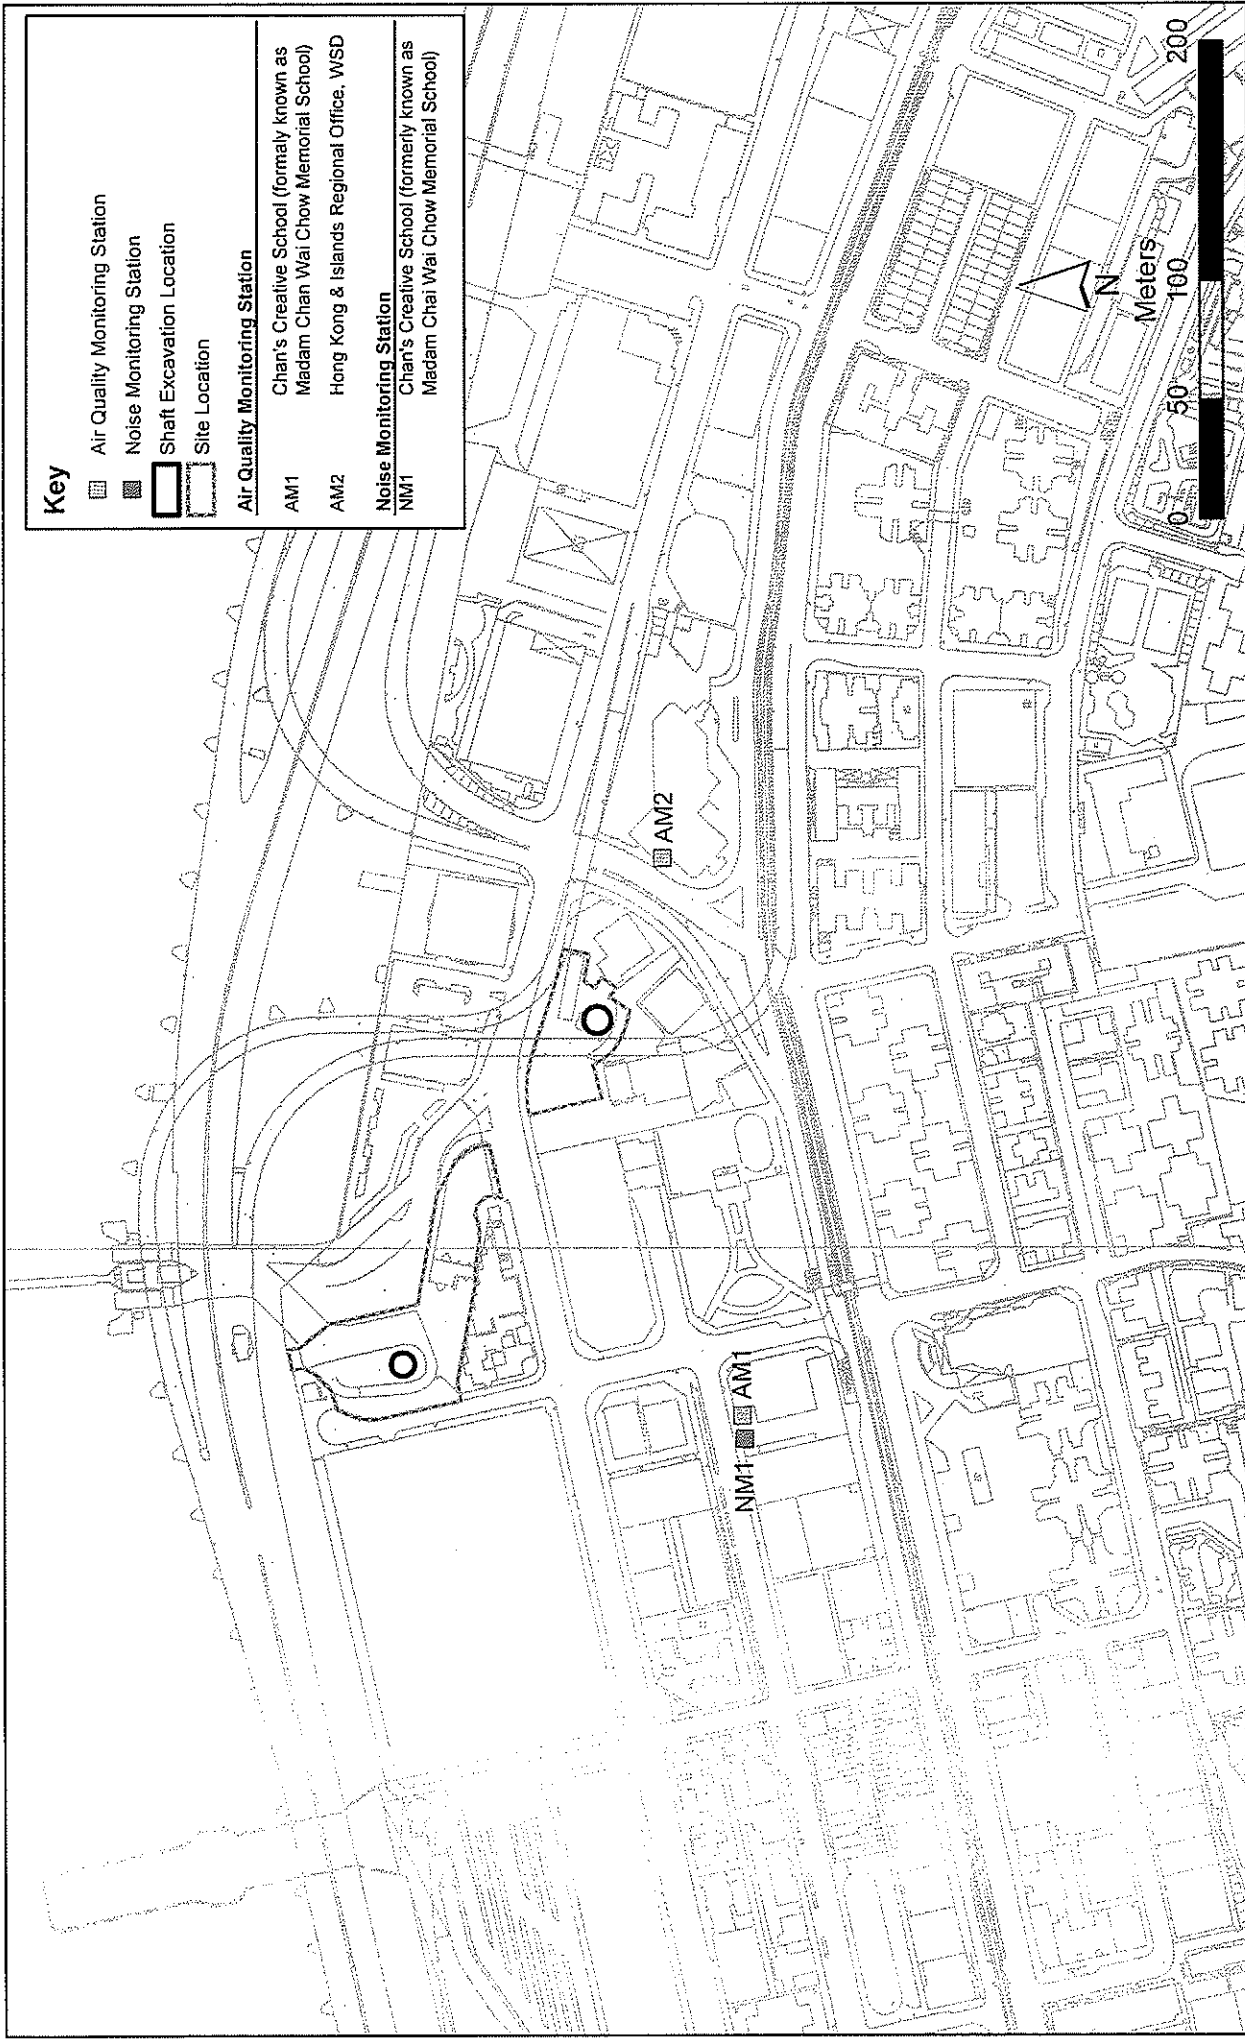 Key
Air Quality Monitoring Station
Noise Monitoring Station
Shaft Excavation Location
Site Location
Air Quality Monitoring Station
AM1 Chan's Creative School (formaly known as
Madam Chan Wai Chow Memorial School)
AM2 Hong Kong & Islands Regional Office, WSD
Noise Monitoring Station
NM1 Chan's Creative School (formerly known as
Madam Chai Wai Chow Memorial School)
AM2
NM1
AM1
N
Meters
0 50 100 200